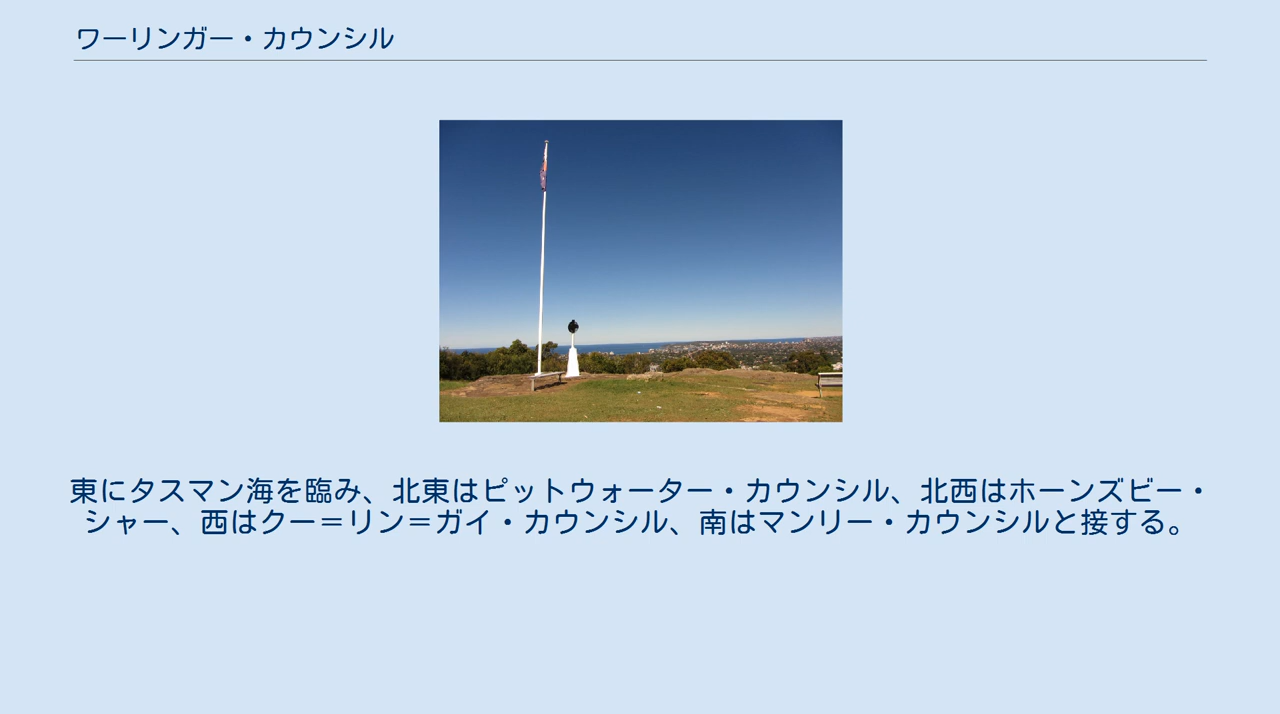 ワーリンガー・カウンシル
東にタスマン海を臨み、北東はピットウォーター・カウンシル、北西はホーンズビー・
シャー、西はクー＝リン＝ガイ・カウンシル、南はマンリー・カウンシルと接する。